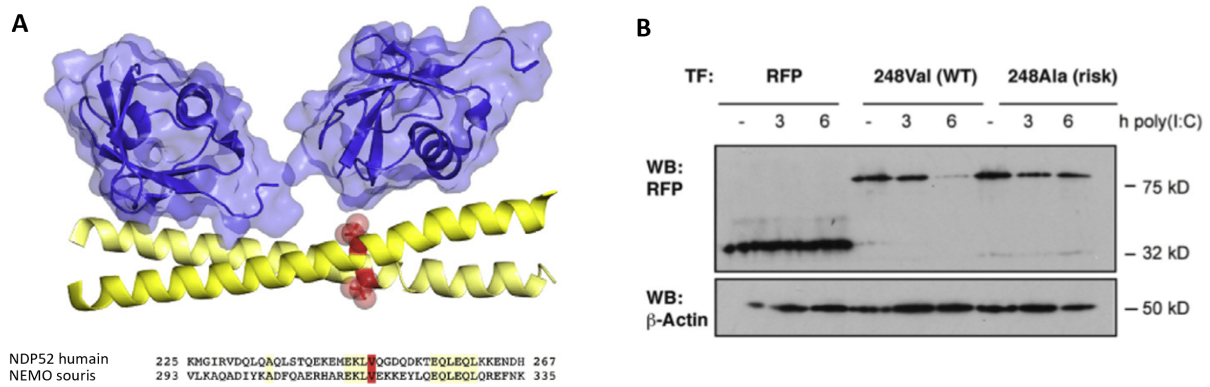 A
NDP52 humain 225 KMGIRVDQLQAQLSTQEKEMEKLVQGDQDKTEQLEQLKKENDH 267
NEMO souris 293 VLKAQADIYKADFQAERHAREKLVEKKEYLQEQLEQLQREFNK 335
B
TF: RFP 248Val (WT) 248Ala (risk)
- 3 6 - 3 6 - 3 6 h poly(I:C)
WB:
RFP
– 75 kD
– 32 kD
WB:
β-Actin
– 50 kD